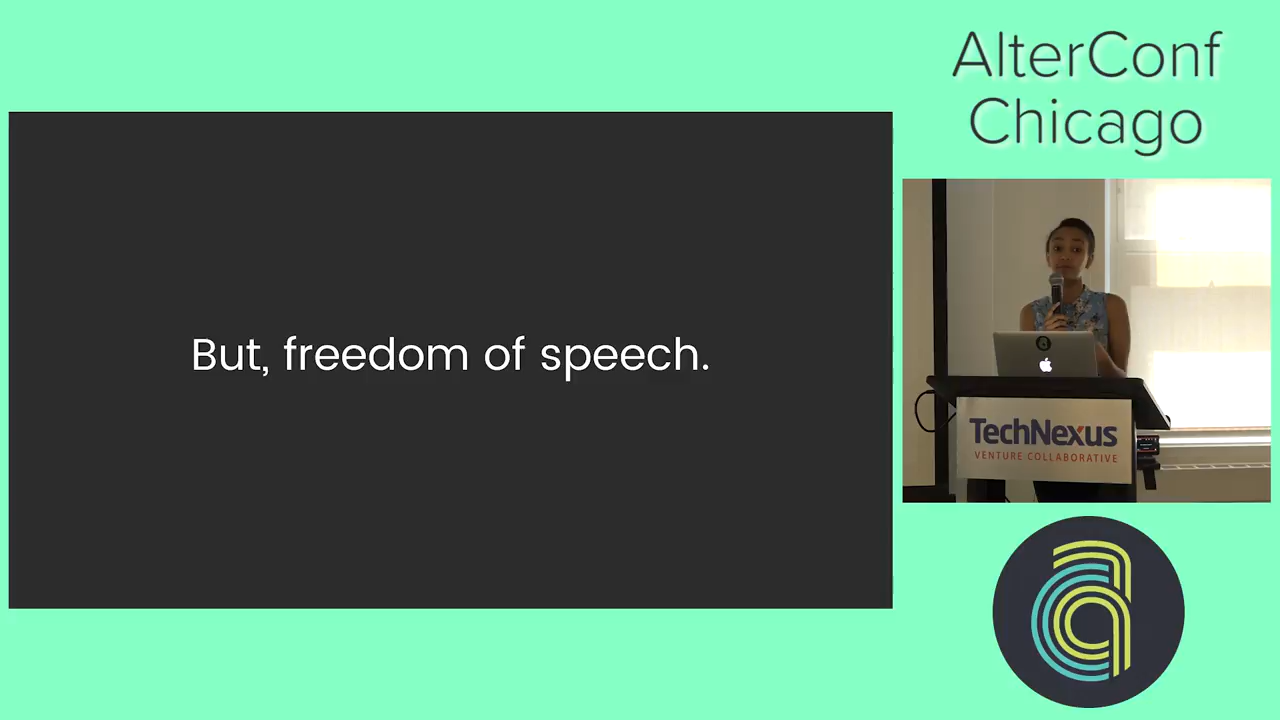 AlterConf
Chicago
But, freedom of speech.
TechNexus
VENTURE COLLABORATIVE